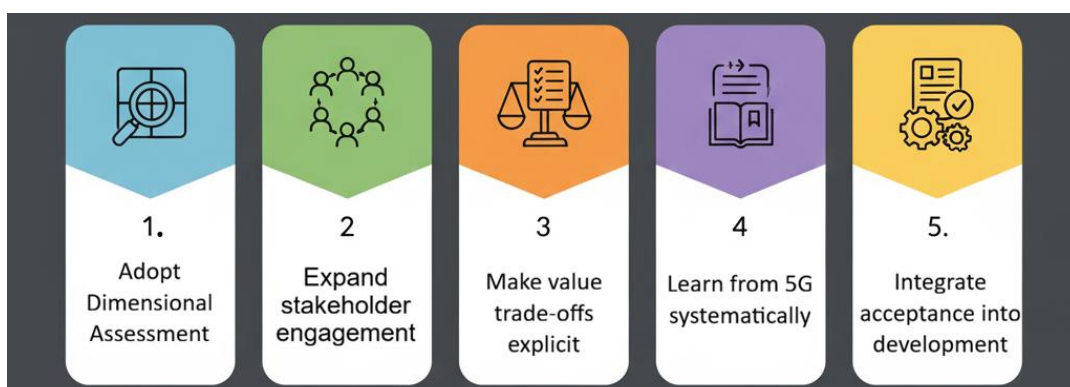 1.
Adopt
Dimensional
Assessment
2
Expand
stakeholder
engagement
3
Make value
trade-offs
explicit
4
Learn from 5G
systematically
5.
Integrate
acceptance into
development